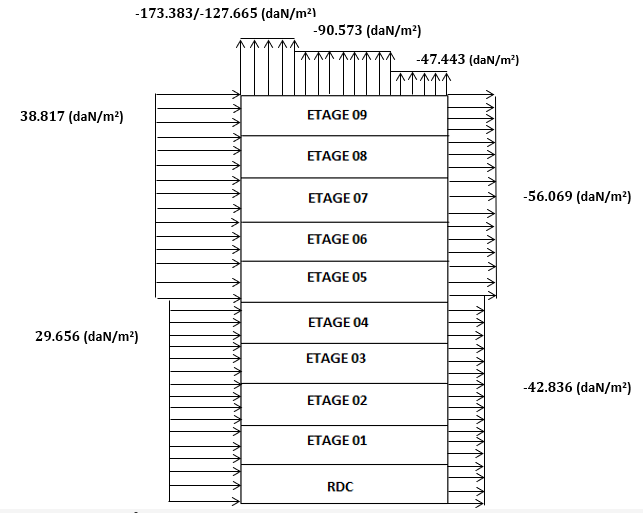 -173.383/-127.665 (daN/m²)
-90.573 (daN/m²)
-47.443 (daN/m²)
38.817 (daN/m²)
ETAGE 09
ETAGE 08
ETAGE 07
-56.069 (daN/m²)
ETAGE 06
ETAGE 05
ETAGE 04
29.656 (daN/m²)
ETAGE 03
-42.836 (daN/m²)
ETAGE 02
ETAGE 01
RDC